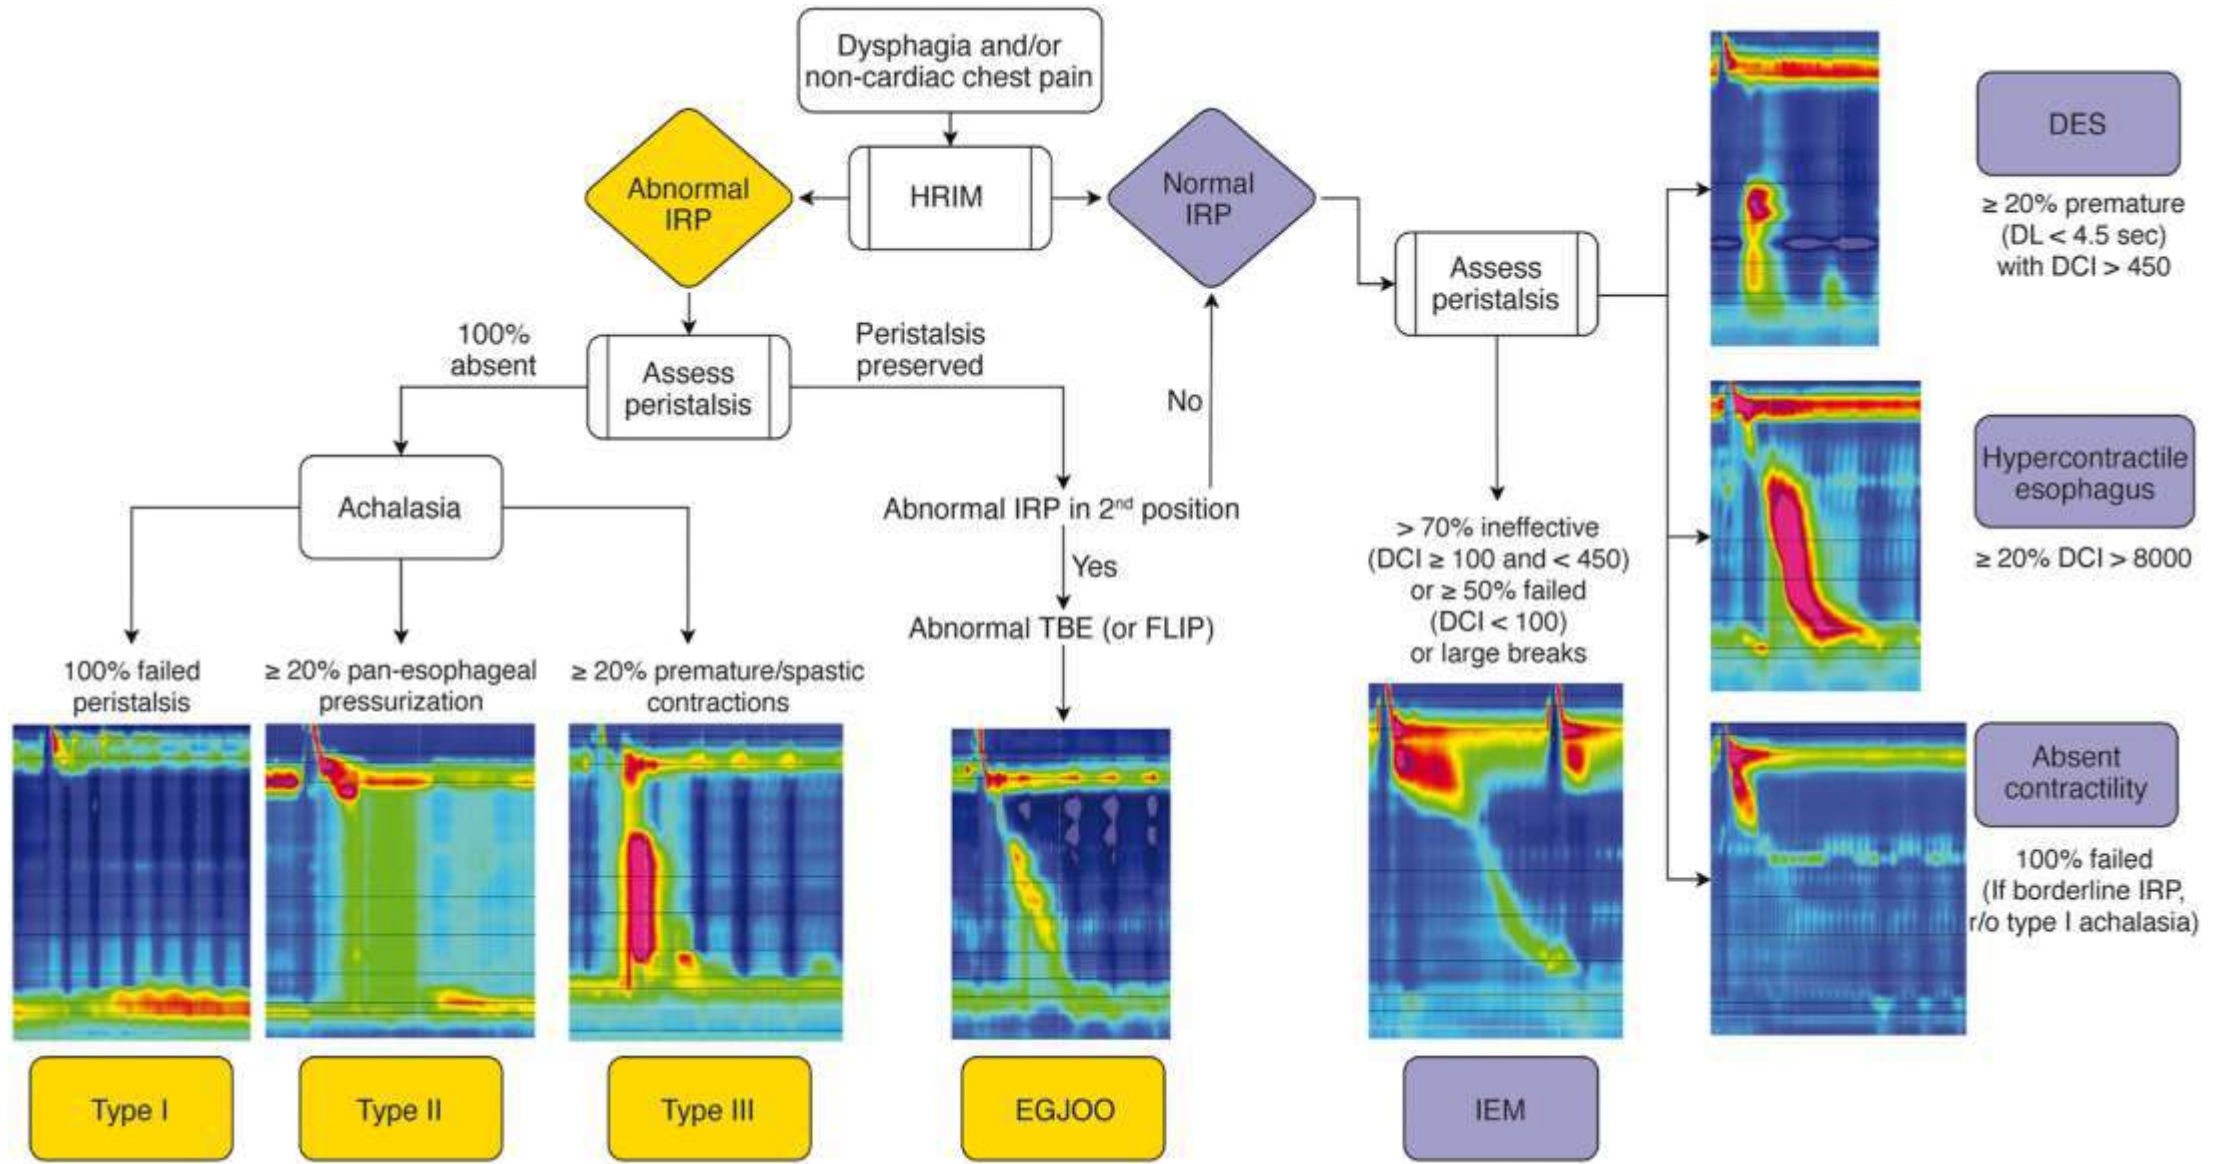 Dysphagia and/or
non-cardiac chest pain
HRIM
Abnormal
IRP
Normal
IRP
100%
absent
Assess
peristalsis
Peristalsis
preserved
No
Achalasia
Abnormal IRP in 2nd position
Yes
Abnormal TBE (or FLIP)
100% failed
peristalsis
≥ 20% pan-esophageal
pressurization
≥ 20% premature/spastic
contractions
Type I
Type II
Type III
EGJOO
Assess
peristalsis
> 70% ineffective
(DCI ≥ 100 and < 450)
or ≥ 50% failed
(DCI < 100)
or large breaks
IEM
DES
≥ 20% premature
(DL < 4.5 sec)
with DCI > 450
Hypercontractile
esophagus
≥ 20% DCI > 8000
Absent
contractility
100% failed
(If borderline IRP,
r/o type I achalasia)